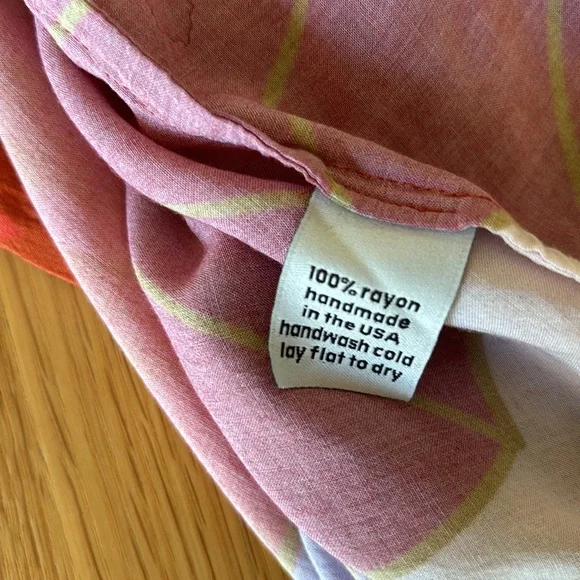 100% rayon
handmade
in the USA
handwash cold
lay flat to dry